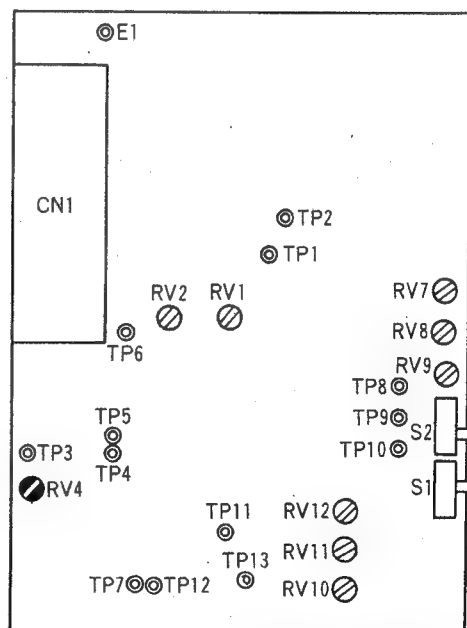 E1
CN1
TP2
TP1
RV2 RV1
RV7
RV8
TP6
RV9
TP8
TP5
TP9
S2
TP3
TP4
TP10
RV4
S1
TP11
RV12
RV11
TP13
TP7
TP12
RV10